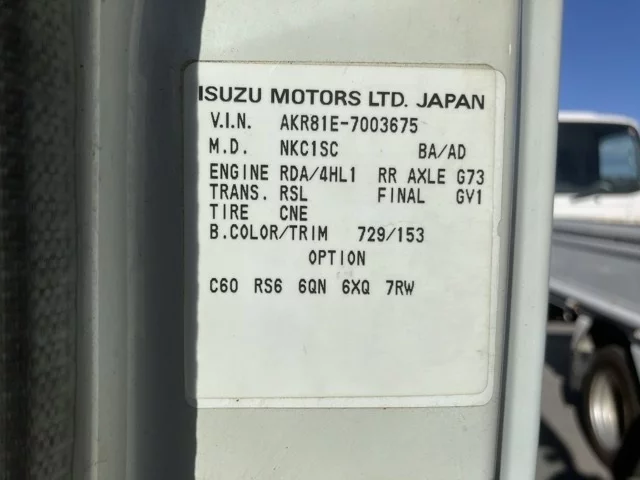 ISUZU MOTORS LTD. JAPAN
V.I.N. AKR81E-7003675
M.D. NKC1SC BA/AD
ENGINE RDA/4HL1 RR AXLE G73
TRANS. RSL FINAL GV1
TIRE CNE
B.COLOR/TRIM 729/153
OPTION
C60 RS6 6QN 6XQ 7RW